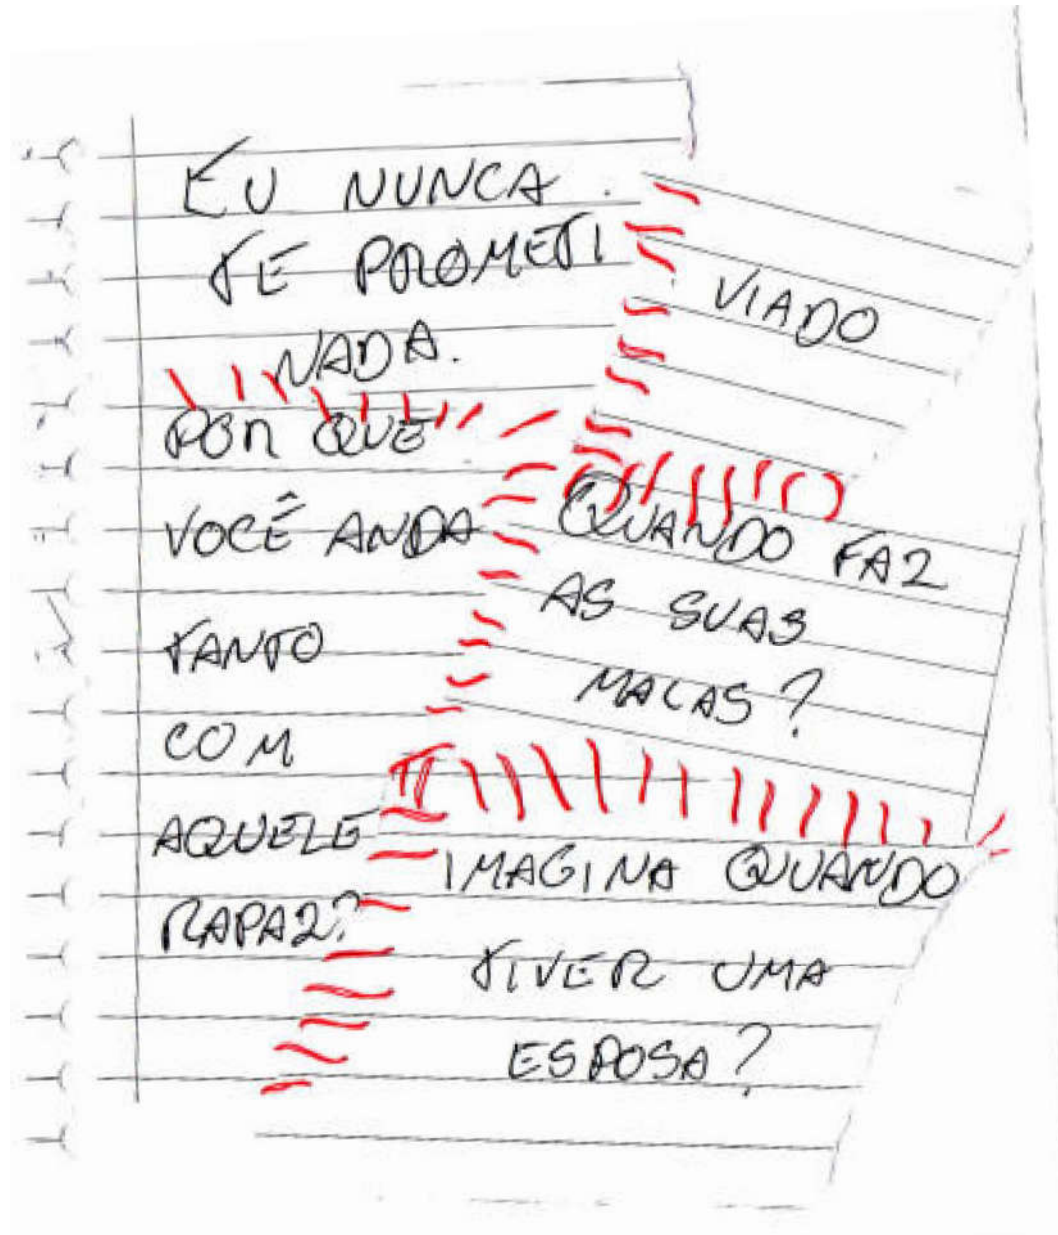 EU NUNCA
TE PROMETI
NADA.
VIADO
POR QUE
VOCÊ ANDA
TANTO
COM
AQUELE
RAPAZ?
QUANDO FAZ
AS SUAS
MALAS?
IMAGINA QUANDO
TIVER UMA
ESPOSA?